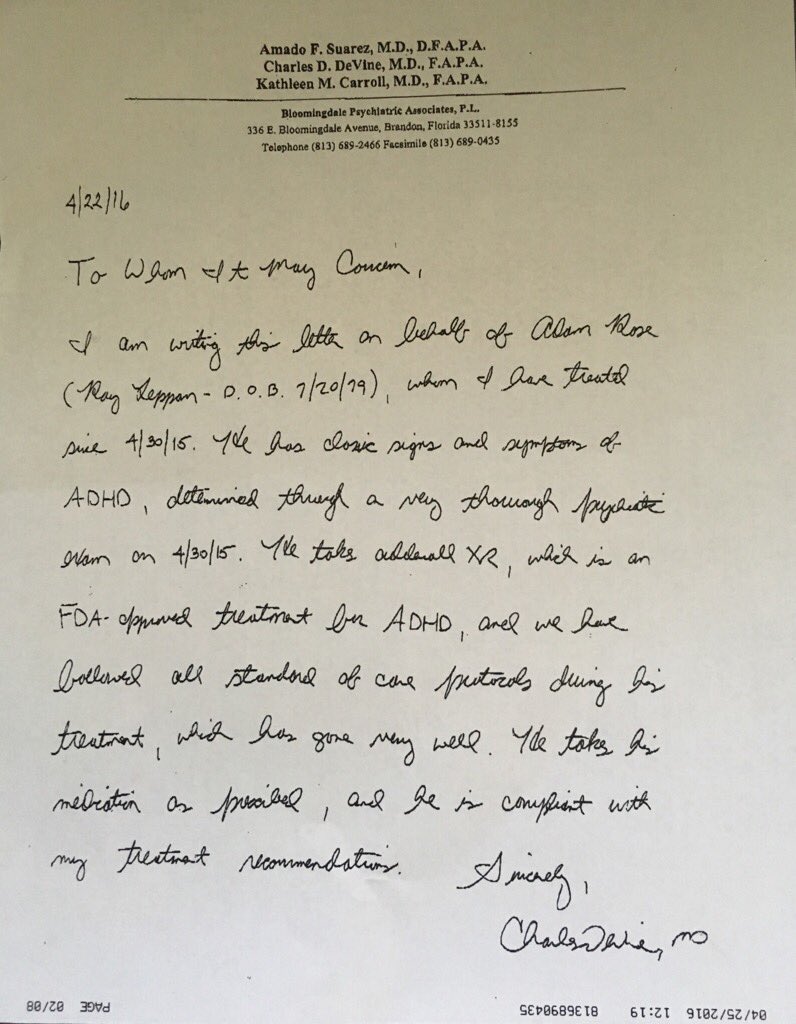 Amado F. Suarez, M.D., D.F.A.P.A.
Charles D. DeVine, M.D., F.A.P.A.
Kathleen M. Carroll, M.D., F.A.P.A.
Bloomingdale Psychiatric Associates, P.L.
336 E. Bloomingdale Avenue, Brandon, Florida 33511-8155
Telephone (813) 689-2466 Facsimile (813) 689-0435
4/22/16
To Whom It May Concern,
I am writing this letter on behalf of Adam Rose
(Ray Leppan - D.O.B. 7/20/79), whom I have treated
since 4/30/15. He has classic signs and symptoms of
ADHD, determined through a very thorough psychiatric
exam on 4/30/15. He takes adderall XR, which is an
FDA-approved treatment for ADHD, and we have
followed all standard of care protocols during his
treatment, which has gone very well. He takes his
medication as prescribed, and he is compliant with
my treatment recommendations.
Sincerely,
Charles DeVine, MD
04/25/2016 12:19 8136890435 PAGE 02/08